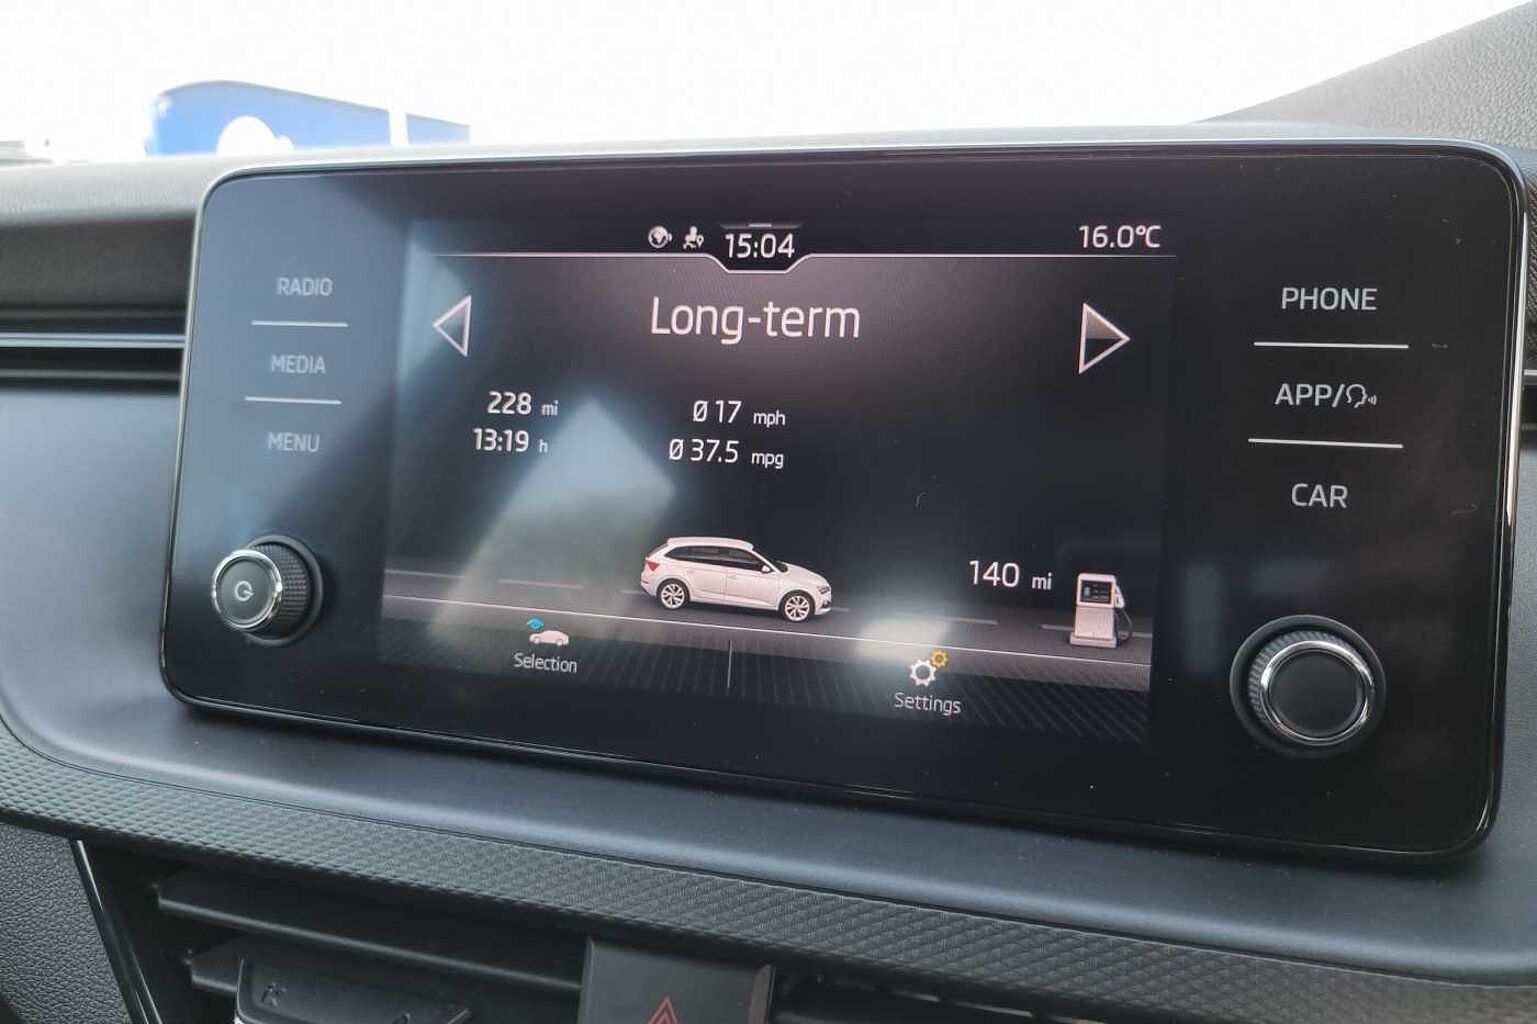 15:04
16.0°C
RADIO
MEDIA
MENU
Long-term
228 mi
13:19 h
Ø 17 mph
Ø 37.5 mpg
140 mi
Selection
Settings
PHONE
APP/
CAR